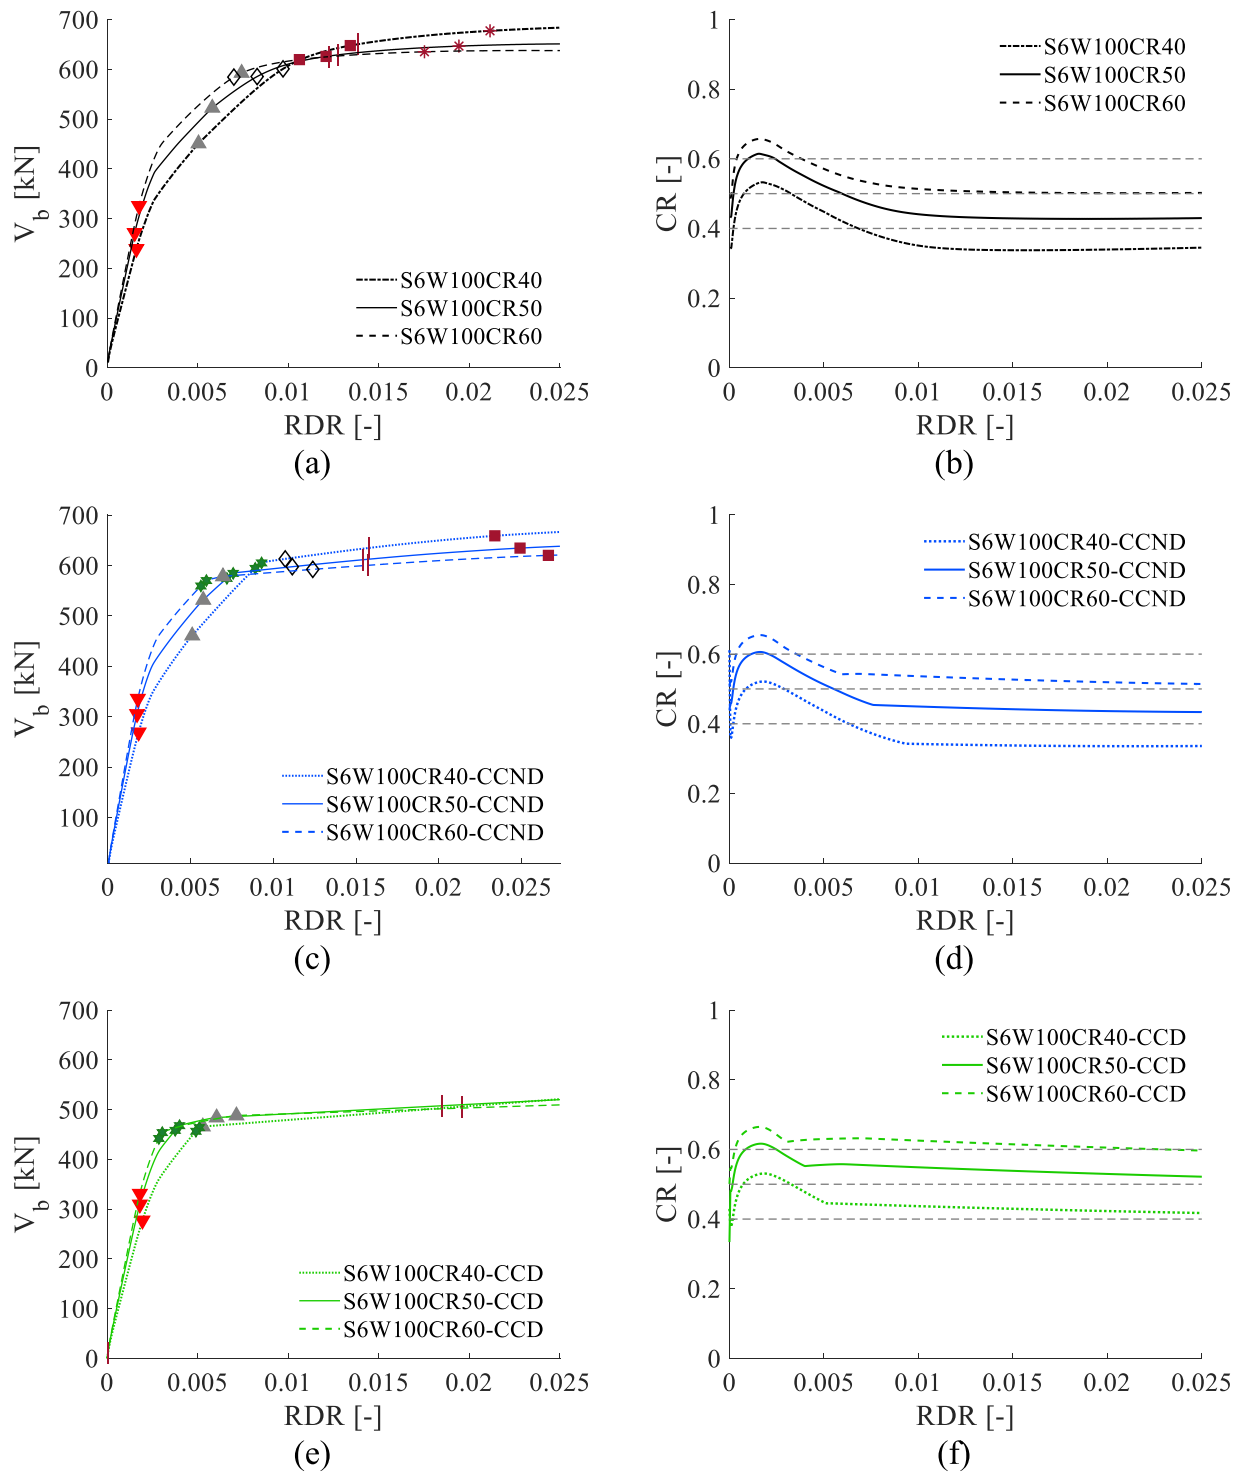 700
600
500
400
300
200
100
0
V_b [kN]
S6W100CR40
S6W100CR50
S6W100CR60
0 0.005 0.01 0.015 0.02 0.025
RDR [-]
(a)
1
0.8
0.6
0.4
0.2
0
CR [-]
S6W100CR40
S6W100CR50
S6W100CR60
0 0.005 0.01 0.015 0.02 0.025
RDR [-]
(b)
700
600
500
400
300
200
100
V_b [kN]
S6W100CR40-CCND
S6W100CR50-CCND
S6W100CR60-CCND
0 0.005 0.01 0.015 0.02 0.025
RDR [-]
(c)
1
0.8
0.6
0.4
0.2
0
CR [-]
S6W100CR40-CCND
S6W100CR50-CCND
S6W100CR60-CCND
0 0.005 0.01 0.015 0.02 0.025
RDR [-]
(d)
700
600
500
400
300
200
100
0
V_b [kN]
S6W100CR40-CCD
S6W100CR50-CCD
S6W100CR60-CCD
0 0.005 0.01 0.015 0.02 0.025
RDR [-]
(e)
1
0.8
0.6
0.4
0.2
0
CR [-]
S6W100CR40-CCD
S6W100CR50-CCD
S6W100CR60-CCD
0 0.005 0.01 0.015 0.02 0.025
RDR [-]
(f)